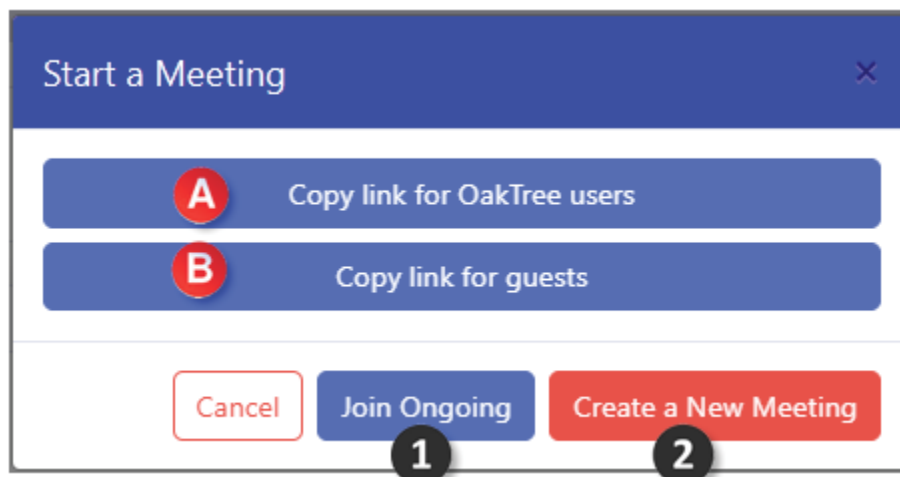 Start a Meeting ×
A Copy link for OakTree users
B Copy link for guests
Cancel Join Ongoing Create a New Meeting
1 2